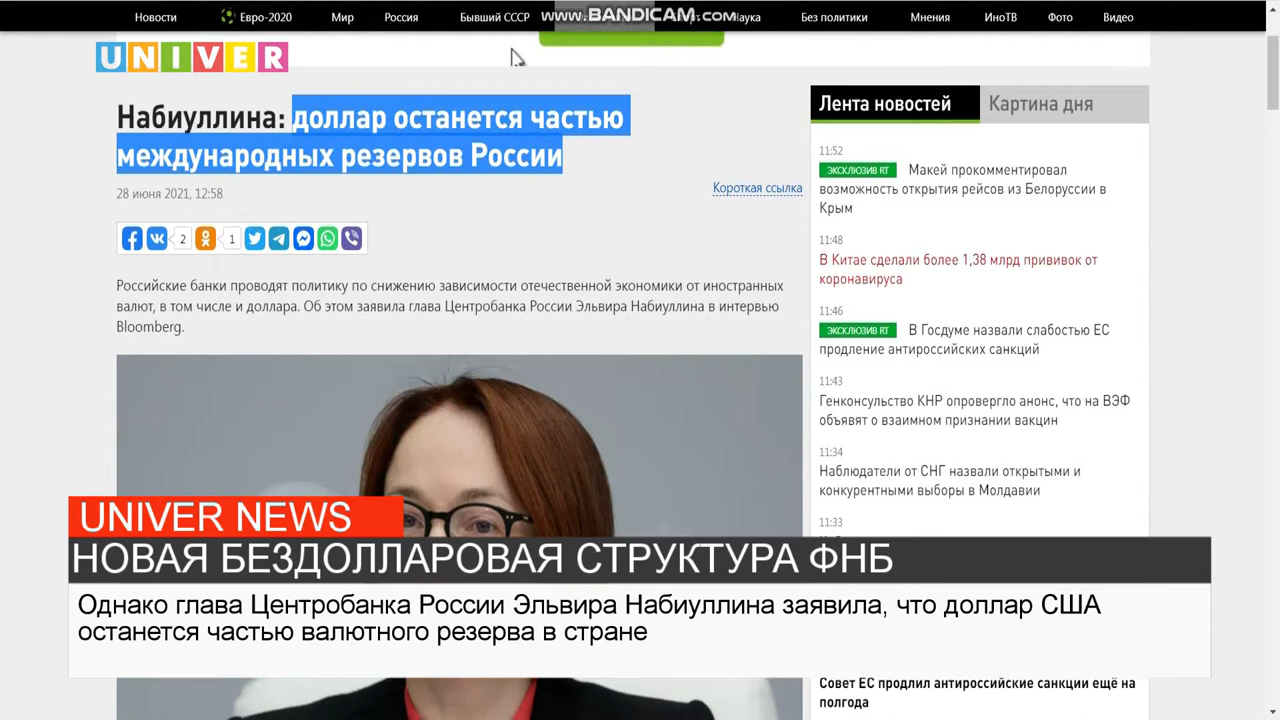 Новости
Евро-2020
Мир
Россия
Бывший СССР
www.BANDICAM.com
Наука
Без политики
Мнения
ИноТВ
Фото
Видео
UNIVER
Набиуллина: доллар останется частью
международных резервов России
28 июня 2021, 12:58
Короткая ссылка
2
1
Российские банки проводят политику по снижению зависимости отечественной экономики от иностранных
валют, в том числе и доллара. Об этом заявила глава Центробанка России Эльвира Набиуллина в интервью
Bloomberg.
Лента новостей
Картина дня
11:52
ЭКСКЛЮЗИВ RT Макей прокомментировал
возможность открытия рейсов из Белоруссии в
Крым
11:48
В Китае сделали более 1,38 млрд прививок от
коронавируса
11:46
ЭКСКЛЮЗИВ RT В Госдуме назвали слабостью ЕС
продление антироссийских санкций
11:43
Генконсульство КНР опровергло анонс, что на ВЭФ
объявят о взаимном признании вакцин
11:34
Наблюдатели от СНГ назвали открытыми и
конкурентными выборы в Молдавии
11:33
UNIVER NEWS
НОВАЯ БЕЗДОЛЛАРОВАЯ СТРУКТУРА ФНБ
Однако глава Центробанка России Эльвира Набиуллина заявила, что доллар США
останется частью валютного резерва в стране
Совет ЕС продлил антироссийские санкции ещё на
полгода